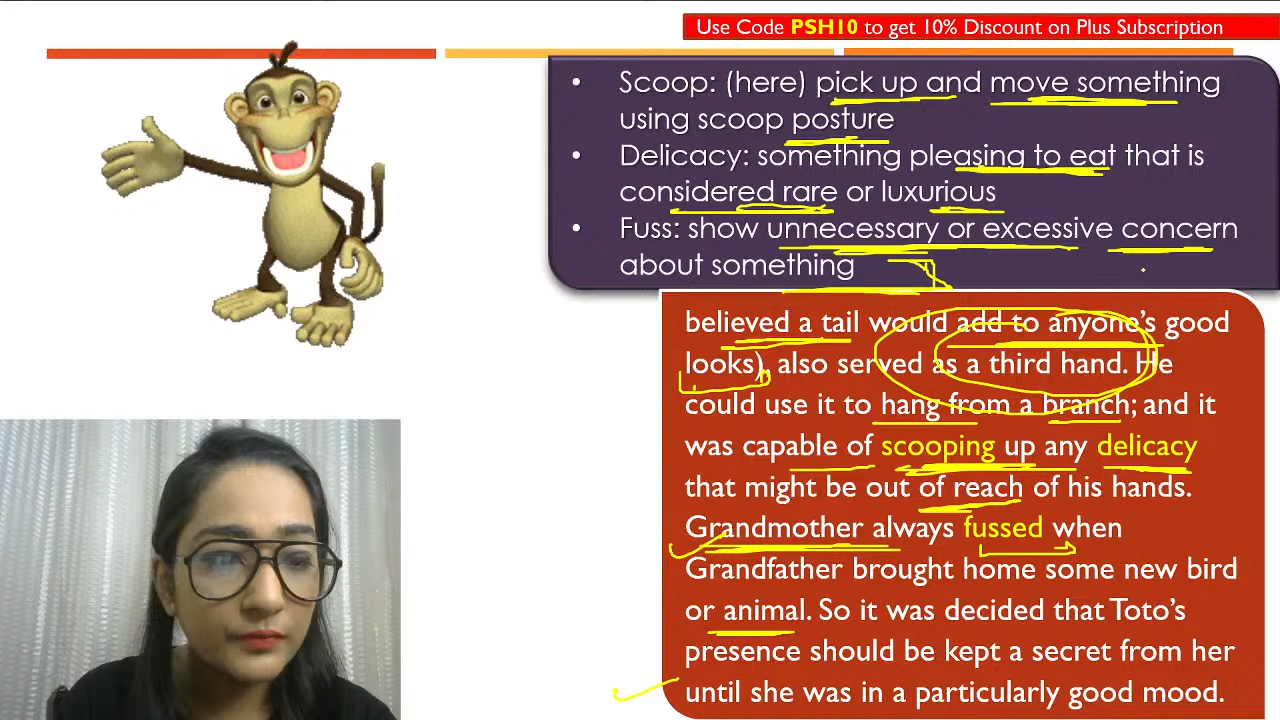 Use Code PSH10 to get 10% Discount on Plus Subscription
• Scoop: (here) pick up and move something
using scoop posture
• Delicacy: something pleasing to eat that is
considered rare or luxurious
• Fuss: show unnecessary or excessive concern
about something
believed a tail would add to anyone's good
looks), also served as a third hand. He
could use it to hang from a branch; and it
was capable of scooping up any delicacy
that might be out of reach of his hands.
Grandmother always fussed when
Grandfather brought home some new bird
or animal. So it was decided that Toto's
presence should be kept a secret from her
until she was in a particularly good mood.